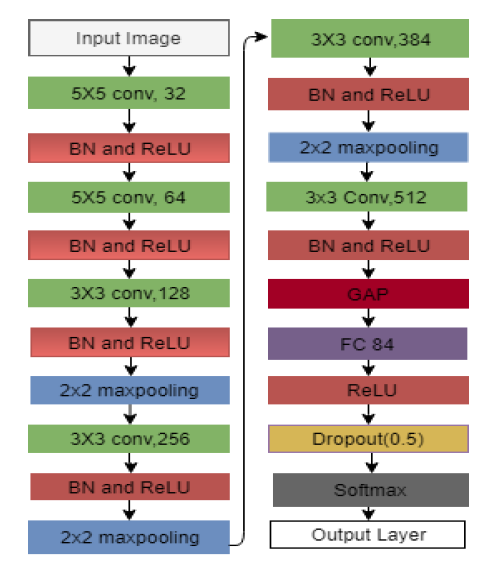 Input Image
5X5 conv, 32
BN and ReLU
5X5 conv, 64
BN and ReLU
3X3 conv,128
BN and ReLU
2x2 maxpooling
3X3 conv,256
BN and ReLU
2x2 maxpooling
3X3 conv,384
BN and ReLU
2x2 maxpooling
3x3 Conv,512
BN and ReLU
GAP
FC 84
ReLU
Dropout(0.5)
Softmax
Output Layer